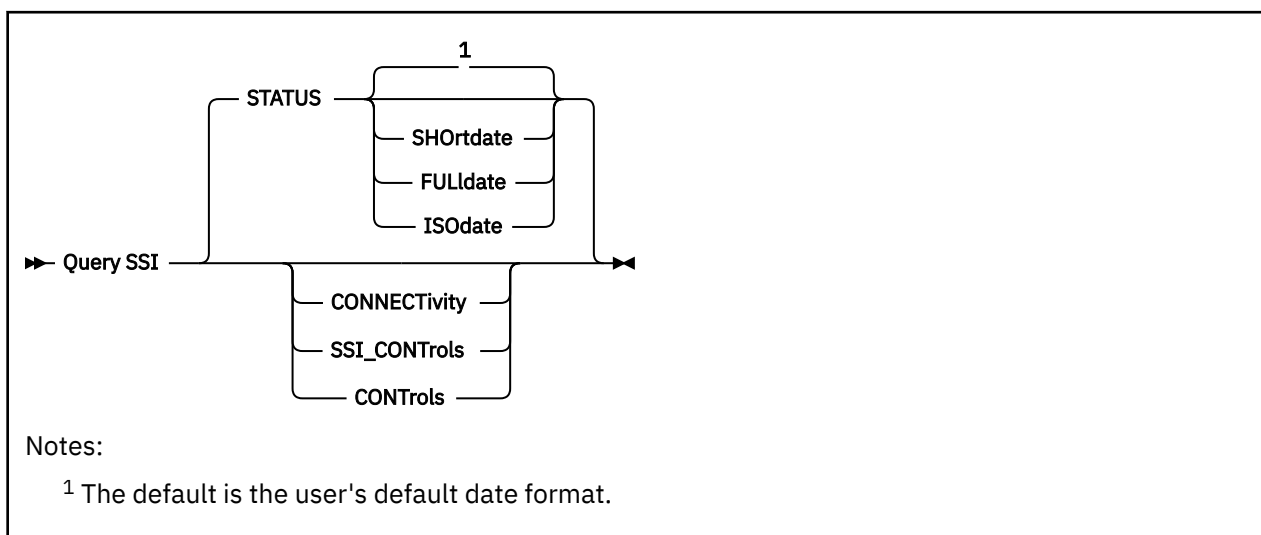 1
STATUS
SHOrtdate
FULldate
ISOdate
Query SSI
CONNECTivity
SSI_CONTrols
CONTrols
Notes:
1 The default is the user's default date format.